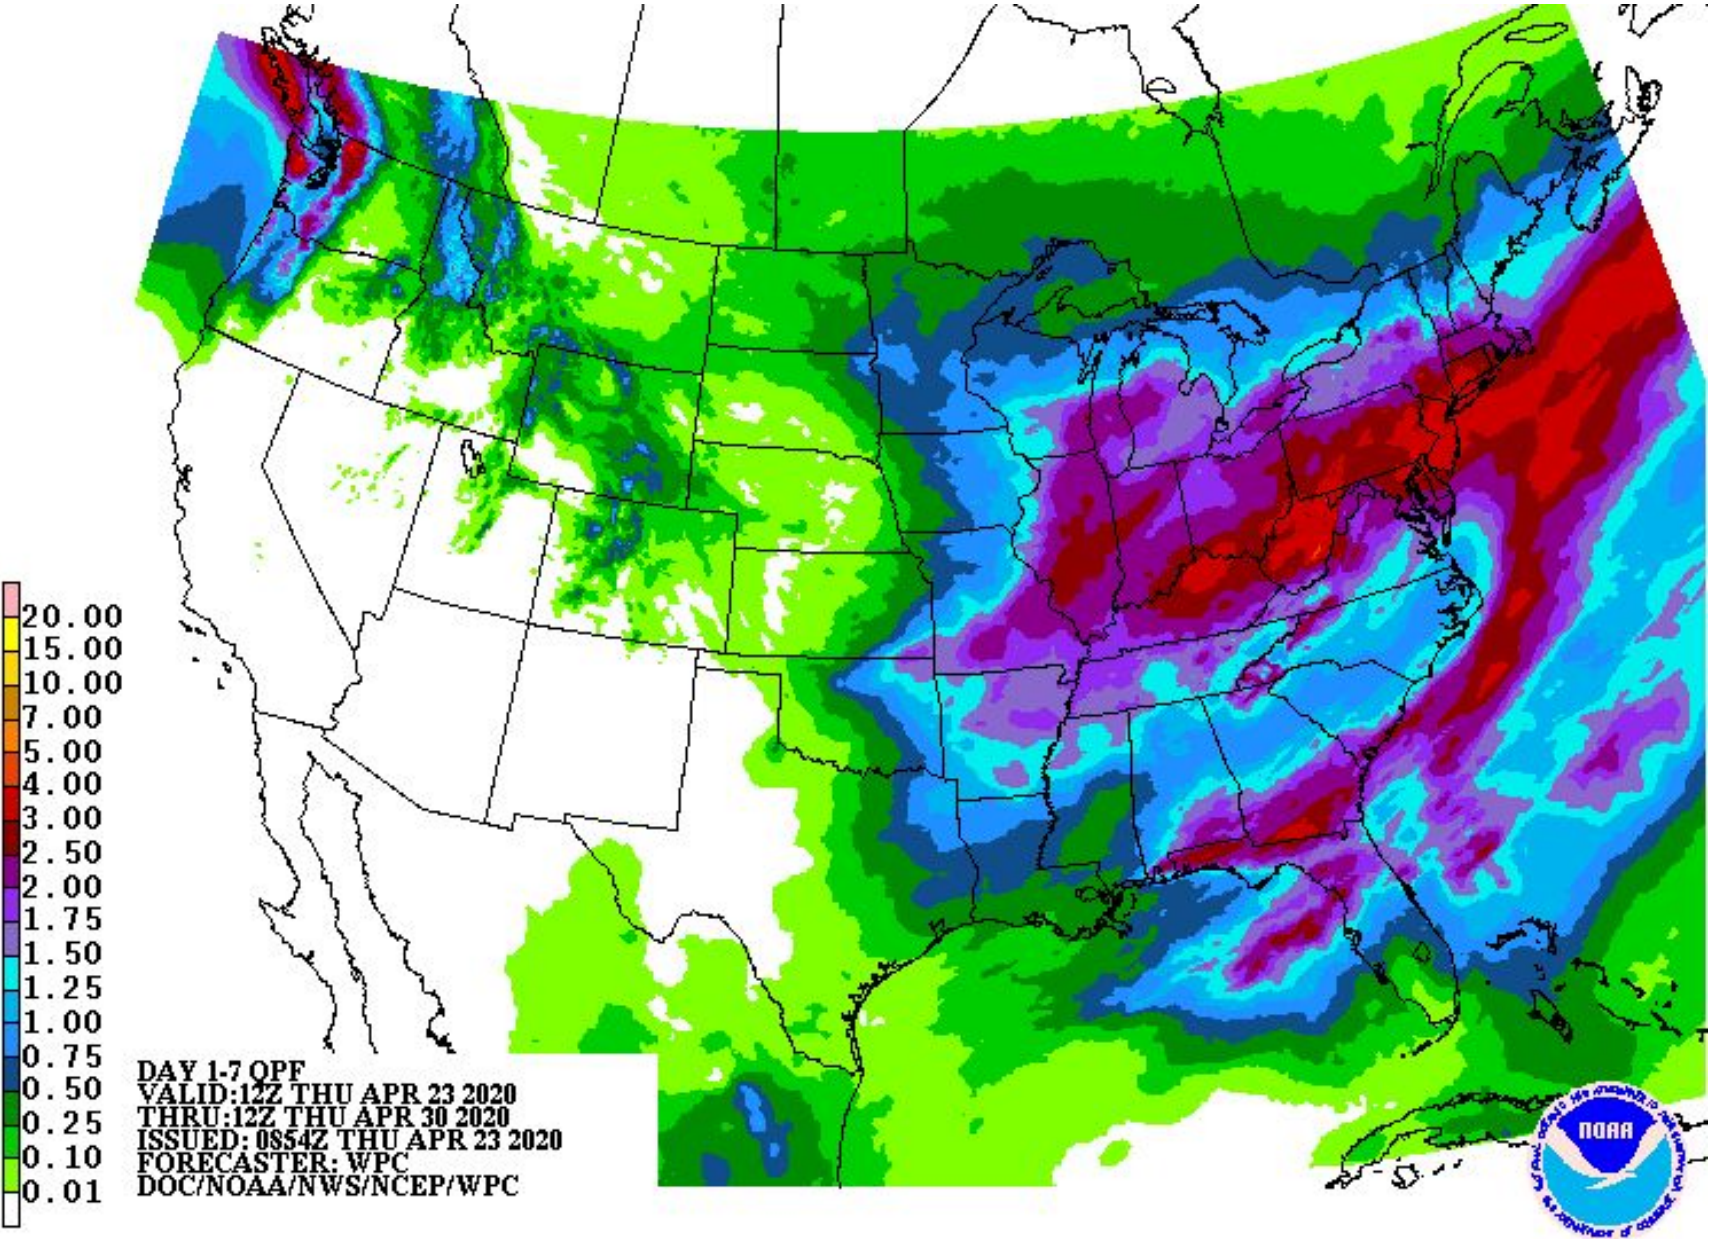 20.00
15.00
10.00
7.00
5.00
4.00
3.00
2.50
2.00
1.75
1.50
1.25
1.00
0.75
0.50
0.25
0.10
0.01
DAY 1-7 QPF
VALID:12Z THU APR 23 2020
THRU:12Z THU APR 30 2020
ISSUED: 0854Z THU APR 23 2020
FORECASTER: WPC
DOC/NOAA/NWS/NCEP/WPC
NOAA